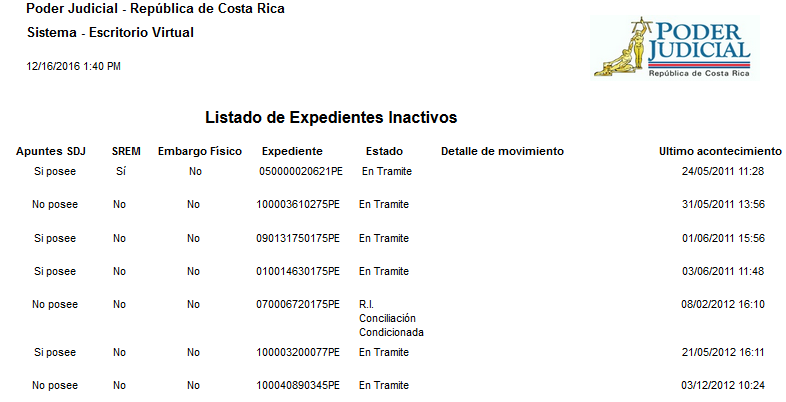 Poder Judicial - República de Costa Rica
Sistema - Escritorio Virtual
12/16/2016 1:40 PM
PODER
JUDICIAL
República de Costa Rica
Listado de Expedientes Inactivos
Apuntes SDJ SREM Embargo Físico Expediente Estado Detalle de movimiento Ultimo acontecimiento
Si posee Sí No 050000020621PE En Tramite 24/05/2011 11:28
No posee No No 100003610275PE En Tramite 31/05/2011 13:56
Si posee No No 090131750175PE En Tramite 01/06/2011 15:56
Si posee No No 010014630175PE En Tramite 03/06/2011 11:48
No posee No No 070006720175PE R.I. 08/02/2012 16:10
Conciliación
Condicionada
Si posee No No 100003200077PE En Tramite 21/05/2012 16:11
No posee No No 100040890345PE En Tramite 03/12/2012 10:24